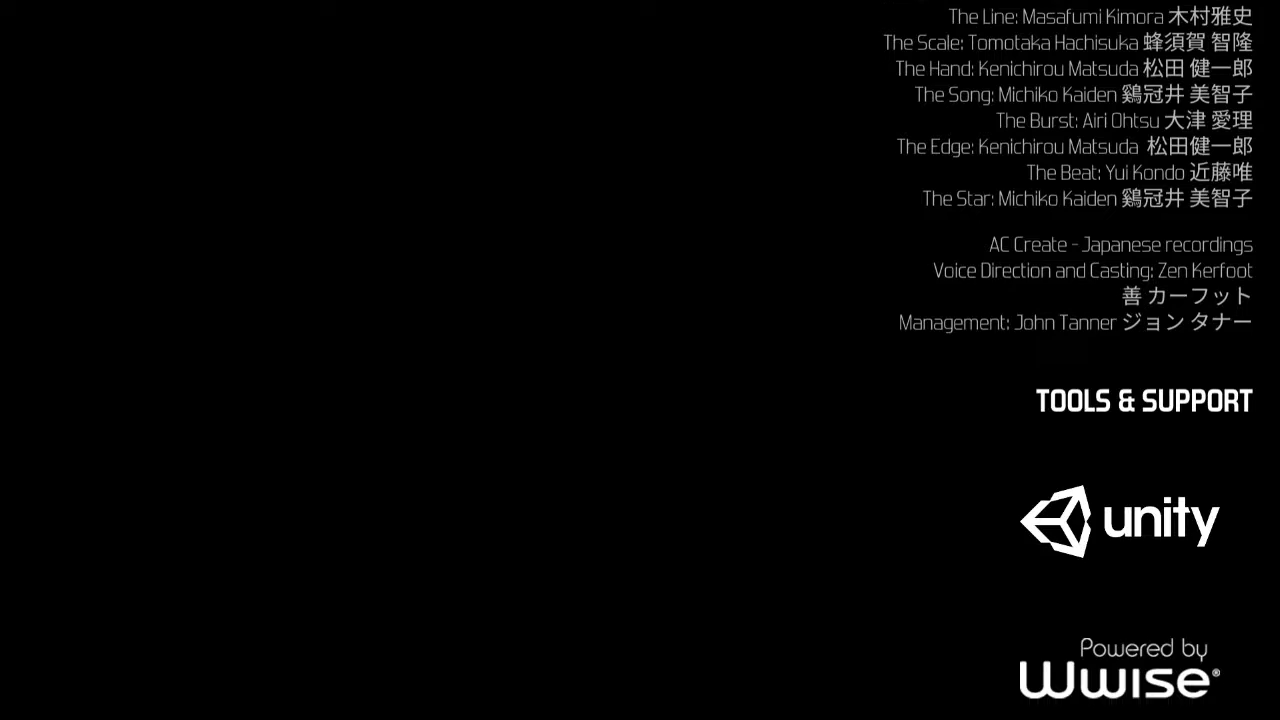 The Line: Masafumi Kimora 木村雅史
The Scale: Tomotaka Hachisuka 蜂須賀 智隆
The Hand: Kenichirou Matsuda 松田 健一郎
The Song: Michiko Kaiden 鷄冠井 美智子
The Burst: Airi Ohtsu 大津 愛理
The Edge: Kenichirou Matsuda 松田健一郎
The Beat: Yui Kondo 近藤唯
The Star: Michiko Kaiden 鷄冠井 美智子
AC Create - Japanese recordings
Voice Direction and Casting: Zen Kerfoot
善 カーフット
Management: John Tanner ジョン タナー
TOOLS & SUPPORT
unity
Powered by
Wwise®